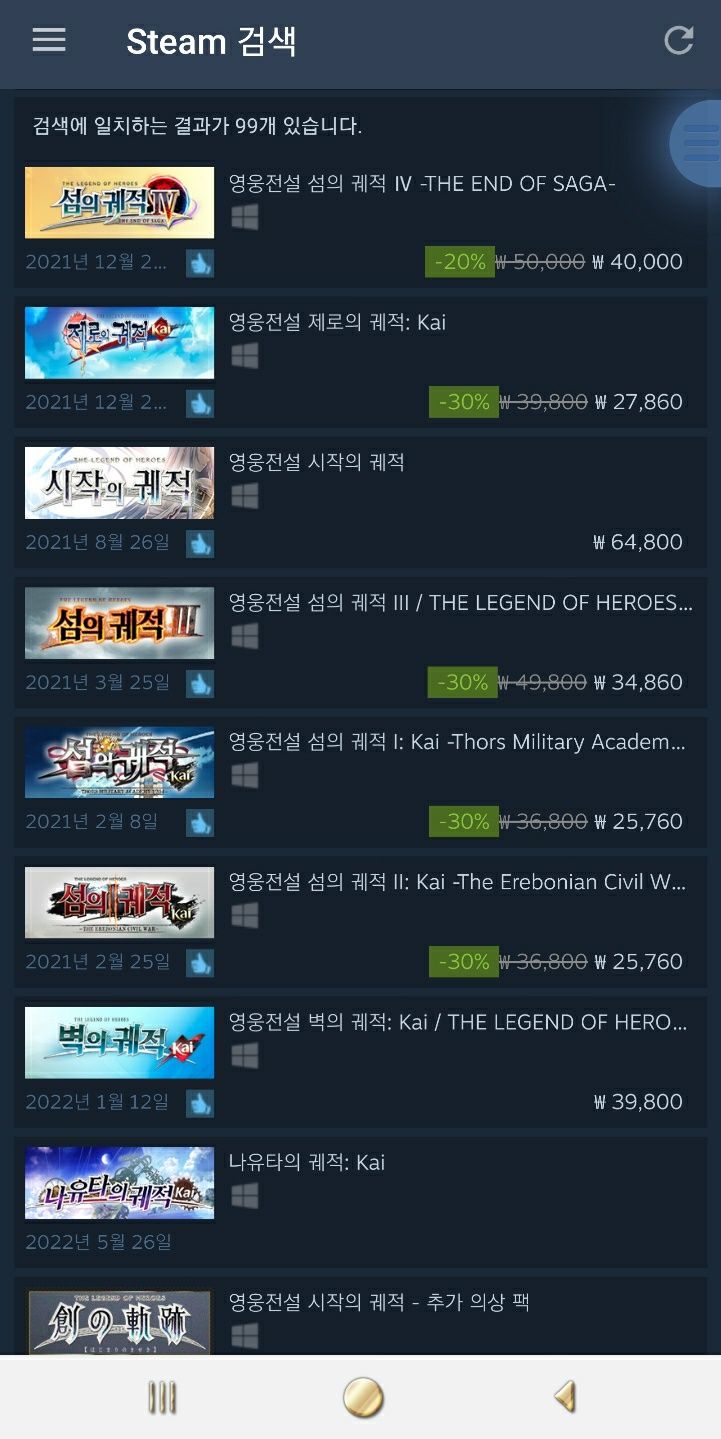 Steam 검색
검색에 일치하는 결과가 99개 있습니다.
THE LEGEND OF HEROES
섬의 궤적 IV
THE END OF SAGA
영웅전설 섬의 궤적 Ⅳ -THE END OF SAGA-
2021년 12월 2...
-20% ₩ 50,000 ₩ 40,000
제로의 궤적 Kai
영웅전설 제로의 궤적: Kai
2021년 12월 2...
-30% ₩ 39,800 ₩ 27,860
THE LEGEND OF HEROES
시작의 궤적
영웅전설 시작의 궤적
2021년 8월 26일
₩ 64,800
THE LEGEND OF HEROES
섬의 궤적 III
영웅전설 섬의 궤적 III / THE LEGEND OF HEROES...
2021년 3월 25일
-30% ₩ 49,800 ₩ 34,860
섬의 궤적 Kai
THORS MILITARY ACADEMY 1204
영웅전설 섬의 궤적 I: Kai -Thors Military Academ...
2021년 2월 8일
-30% ₩ 36,800 ₩ 25,760
THE LEGEND OF HEROES
섬의 궤적 II Kai
-THE EREBONIAN CIVIL WAR-
영웅전설 섬의 궤적 II: Kai -The Erebonian Civil W...
2021년 2월 25일
-30% ₩ 36,800 ₩ 25,760
THE LEGEND OF HEROES
벽의 궤적 Kai
영웅전설 벽의 궤적: Kai / THE LEGEND OF HERO...
2022년 1월 12일
₩ 39,800
나유타의 궤적 Kai
나유타의 궤적: Kai
2022년 5월 26일
THE LEGEND OF HEROES
創の軌跡
[はじまりのきせき]
영웅전설 시작의 궤적 - 추가 의상 팩